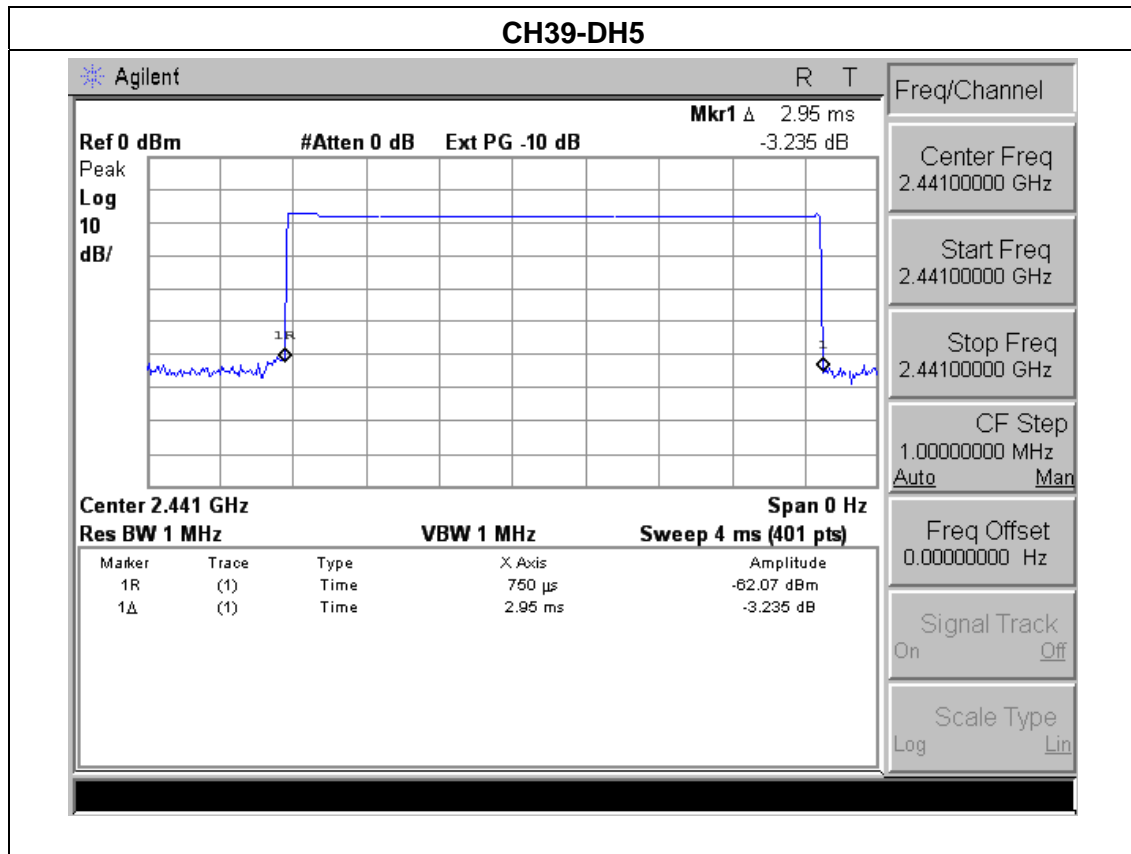 CH39-DH5
Agilent R T
Mkr1 Δ 2.95 ms
Ref 0 dBm #Atten 0 dB Ext PG -10 dB -3.235 dB
Peak
Log
10
dB/
1R
1
Center 2.441 GHz Span 0 Hz
Res BW 1 MHz VBW 1 MHz Sweep 4 ms (401 pts)
Marker Trace Type X Axis Amplitude
1R (1) Time 750 µs -62.07 dBm
1Δ (1) Time 2.95 ms -3.235 dB
Freq/Channel
Center Freq
2.44100000 GHz
Start Freq
2.44100000 GHz
Stop Freq
2.44100000 GHz
CF Step
1.00000000 MHz
Auto Man
Freq Offset
0.00000000 Hz
Signal Track
On Off
Scale Type
Log Lin